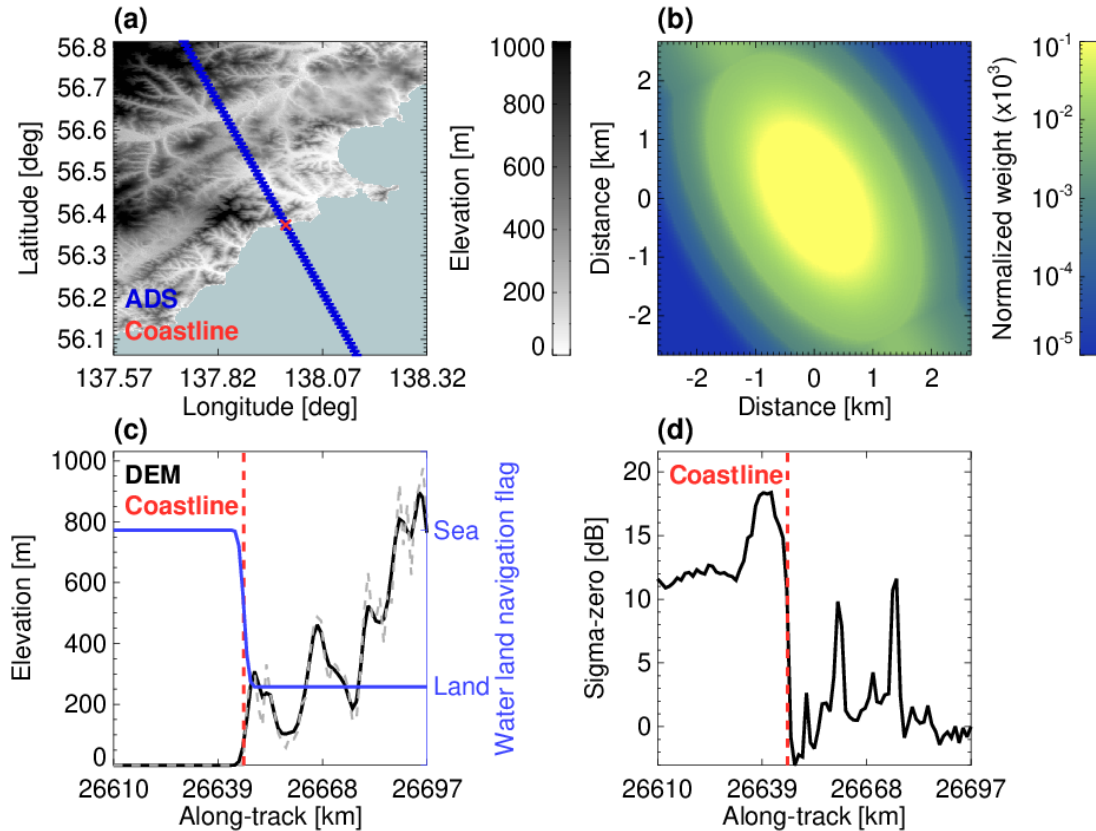 (a)
56.8
56.7
56.6
56.5
56.4
56.3
56.2
56.1
Latitude [deg]
ADS
Coastline
137.57 137.82 138.07 138.32
Longitude [deg]
1000
800
600
400
200
0
Elevation [m]
(b)
2
1
0
-1
-2
Distance [km]
-2 -1 0 1 2
Distance [km]
10⁻¹
10⁻²
10⁻³
10⁻⁴
10⁻⁵
Normalized weight (x10³)
(c)
1000
800
600
400
200
0
Elevation [m]
DEM
Coastline
Sea
Land
Water land navigation flag
26610 26639 26668 26697
Along-track [km]
(d)
20
15
10
5
0
Sigma-zero [dB]
Coastline
26610 26639 26668 26697
Along-track [km]